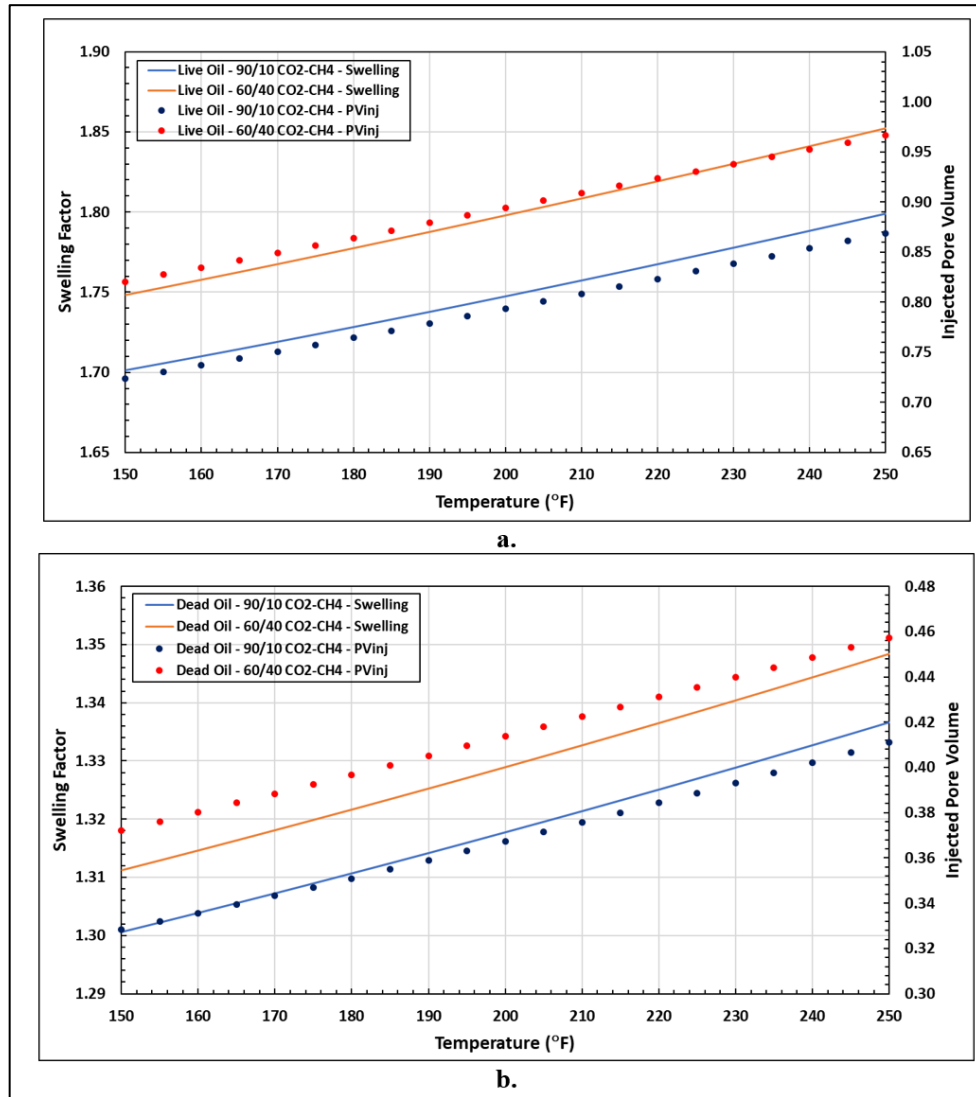 1.90
1.85
1.80
1.75
1.70
1.65
Swelling Factor
Live Oil - 90/10 CO2-CH4 - Swelling
Live Oil - 60/40 CO2-CH4 - Swelling
Live Oil - 90/10 CO2-CH4 - PVinj
Live Oil - 60/40 CO2-CH4 - PVinj
1.05
1.00
0.95
0.90
0.85
0.80
0.75
0.70
0.65
Injected Pore Volume
150 160 170 180 190 200 210 220 230 240 250
Temperature (°F)
a.
1.36
1.35
1.34
1.33
1.32
1.31
1.30
1.29
Swelling Factor
Dead Oil - 90/10 CO2-CH4 - Swelling
Dead Oil - 60/40 CO2-CH4 - Swelling
Dead Oil - 90/10 CO2-CH4 - PVinj
Dead Oil - 60/40 CO2-CH4 - PVinj
0.48
0.46
0.44
0.42
0.40
0.38
0.36
0.34
0.32
0.30
Injected Pore Volume
150 160 170 180 190 200 210 220 230 240 250
Temperature (°F)
b.